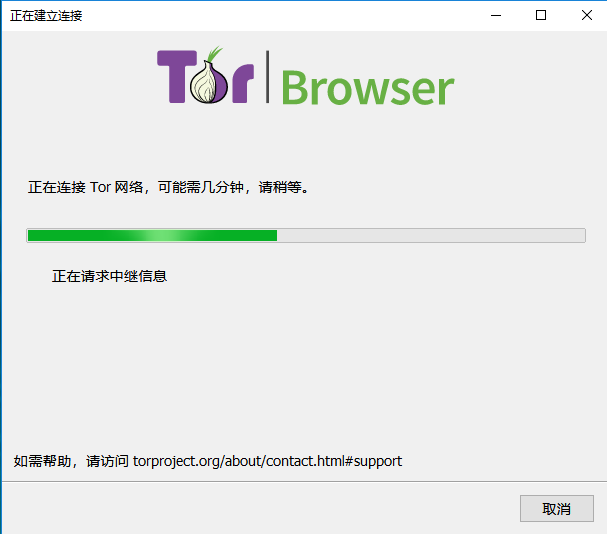 正在建立连接
Tor Browser
正在连接 Tor 网络，可能需几分钟，请稍等。
正在请求中继信息
如需帮助，请访问 torproject.org/about/contact.html#support
取消